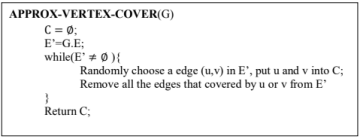 APPROX-VERTEX-COVER(G)
C = ∅;
E'=G.E;
while(E' ≠ ∅ ){
Randomly choose a edge (u,v) in E', put u and v into C;
Remove all the edges that covered by u or v from E'
}
Return C;